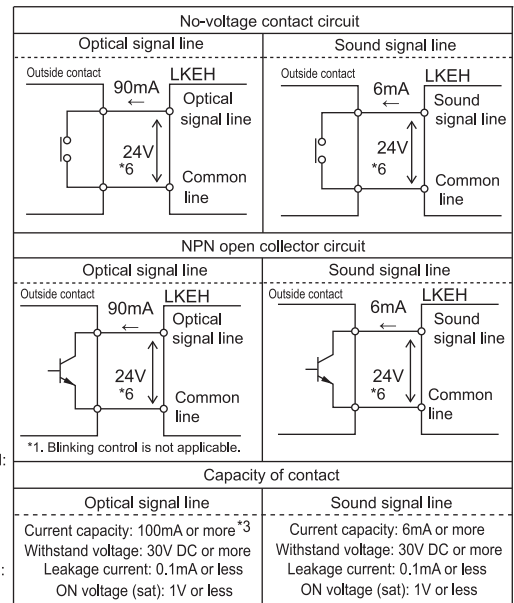 No-voltage contact circuit
Optical signal line
Sound signal line
Outside contact
90mA
←
LKEH
Optical
signal line
24V
*6
Common
line
Outside contact
6mA
←
LKEH
Sound
signal line
24V
*6
Common
line
NPN open collector circuit
Optical signal line
Sound signal line
Outside contact
90mA
←
LKEH
Optical
signal line
24V
*6
Common
line
*1. Blinking control is not applicable.
Outside contact
6mA
←
LKEH
Sound
signal line
24V
*6
Common
line
Capacity of contact
Optical signal line
Current capacity: 100mA or more*3
Withstand voltage: 30V DC or more
Leakage current: 0.1mA or less
ON voltage (sat): 1V or less
Sound signal line
Current capacity: 6mA or more
Withstand voltage: 30V DC or more
Leakage current: 0.1mA or less
ON voltage (sat): 1V or less